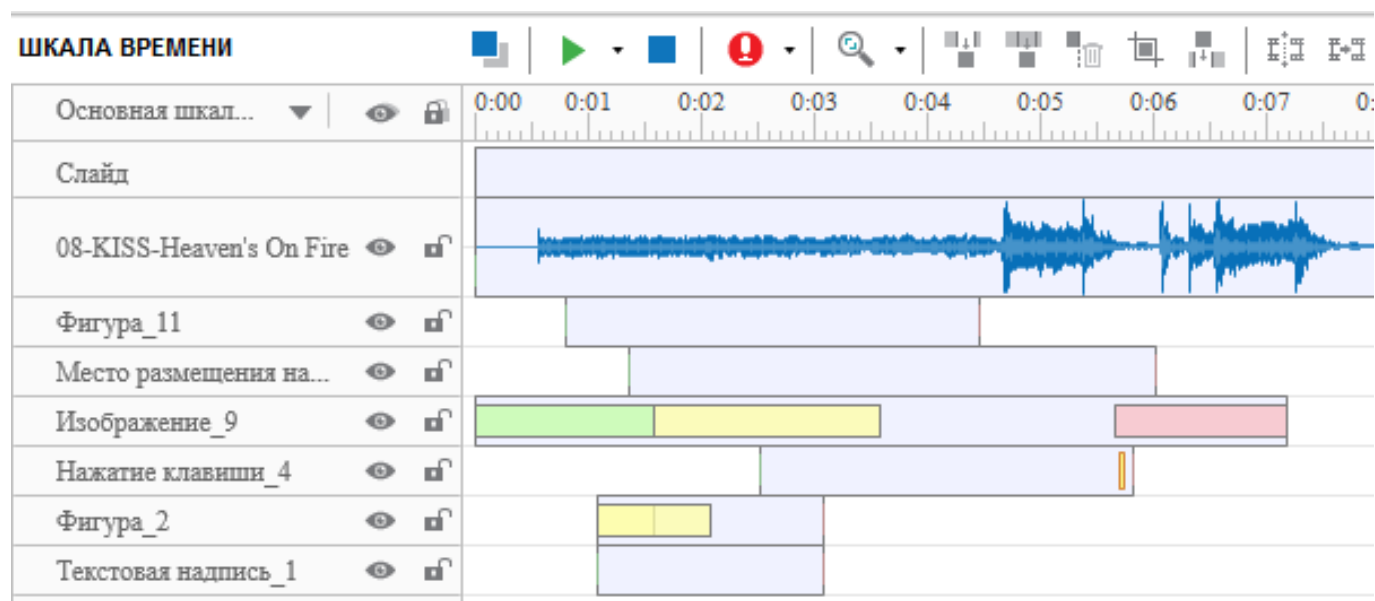 ШКАЛА ВРЕМЕНИ
Основная шкал... 0:00 0:01 0:02 0:03 0:04 0:05 0:06 0:07 0:
Слайд
08-KISS-Heaven's On Fire
Фигура_11
Место размещения на...
Изображение_9
Нажатие клавиши_4
Фигура_2
Текстовая надпись_1